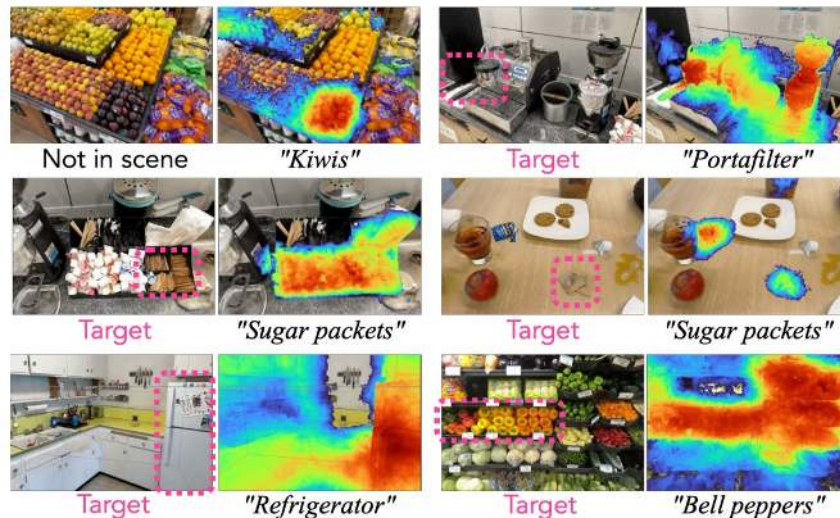 Not in scene
"Kiwis"
Target
"Portafilter"
Target
"Sugar packets"
Target
"Sugar packets"
Target
"Refrigerator"
Target
"Bell peppers"